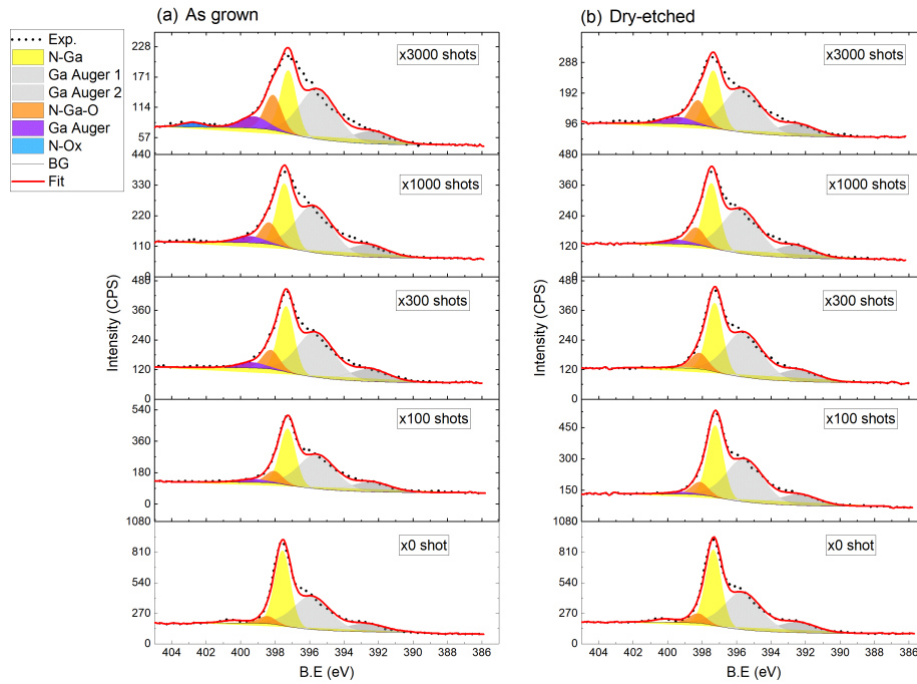 (a) As grown
(b) Dry-etched
Exp.
N-Ga
Ga Auger 1
Ga Auger 2
N-Ga-O
Ga Auger
N-Ox
BG
Fit
Intensity (CPS)
x3000 shots
228
171
114
57
x1000 shots
440
330
220
110
0
x300 shots
480
360
240
120
0
x100 shots
540
360
180
0
x0 shot
1080
810
540
270
0
404 402 400 398 396 394 392 390 388 386
B.E (eV)
Intensity (CPS)
x3000 shots
288
192
96
x1000 shots
480
360
240
120
0
x300 shots
480
360
240
120
0
x100 shots
450
300
150
x0 shot
1080
810
540
270
0
404 402 400 398 396 394 392 390 388 386
B.E (eV)